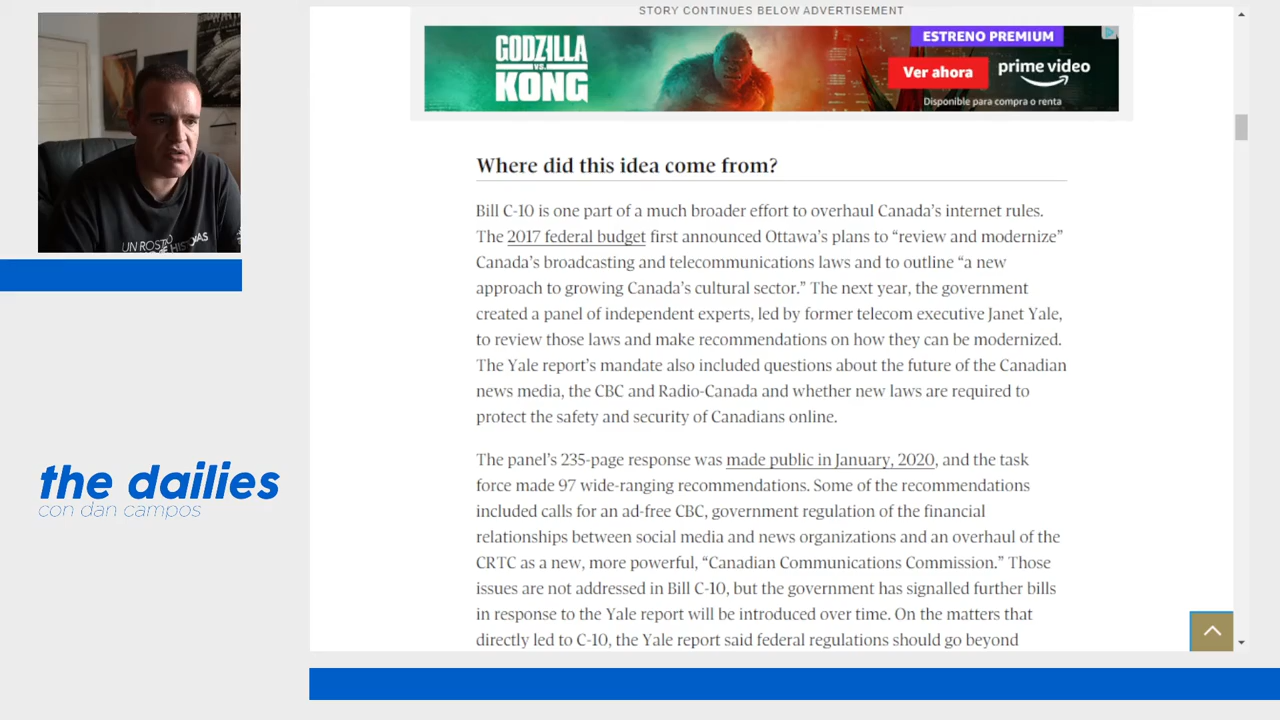 STORY CONTINUES BELOW ADVERTISEMENT
GODZILLA
vs.
KONG
ESTRENO PREMIUM
Ver ahora
prime video
Disponible para compra o renta
Where did this idea come from?
Bill C-10 is one part of a much broader effort to overhaul Canada’s internet rules.
The 2017 federal budget first announced Ottawa’s plans to “review and modernize”
Canada’s broadcasting and telecommunications laws and to outline “a new
approach to growing Canada’s cultural sector.” The next year, the government
created a panel of independent experts, led by former telecom executive Janet Yale,
to review those laws and make recommendations on how they can be modernized.
The Yale report’s mandate also included questions about the future of the Canadian
news media, the CBC and Radio-Canada and whether new laws are required to
protect the safety and security of Canadians online.
The panel’s 235-page response was made public in January, 2020, and the task
force made 97 wide-ranging recommendations. Some of the recommendations
included calls for an ad-free CBC, government regulation of the financial
relationships between social media and news organizations and an overhaul of the
CRTC as a new, more powerful, “Canadian Communications Commission.” Those
issues are not addressed in Bill C-10, but the government has signalled further bills
in response to the Yale report will be introduced over time. On the matters that
directly led to C-10, the Yale report said federal regulations should go beyond
UN ROSTRO
the dailies
con dan campos